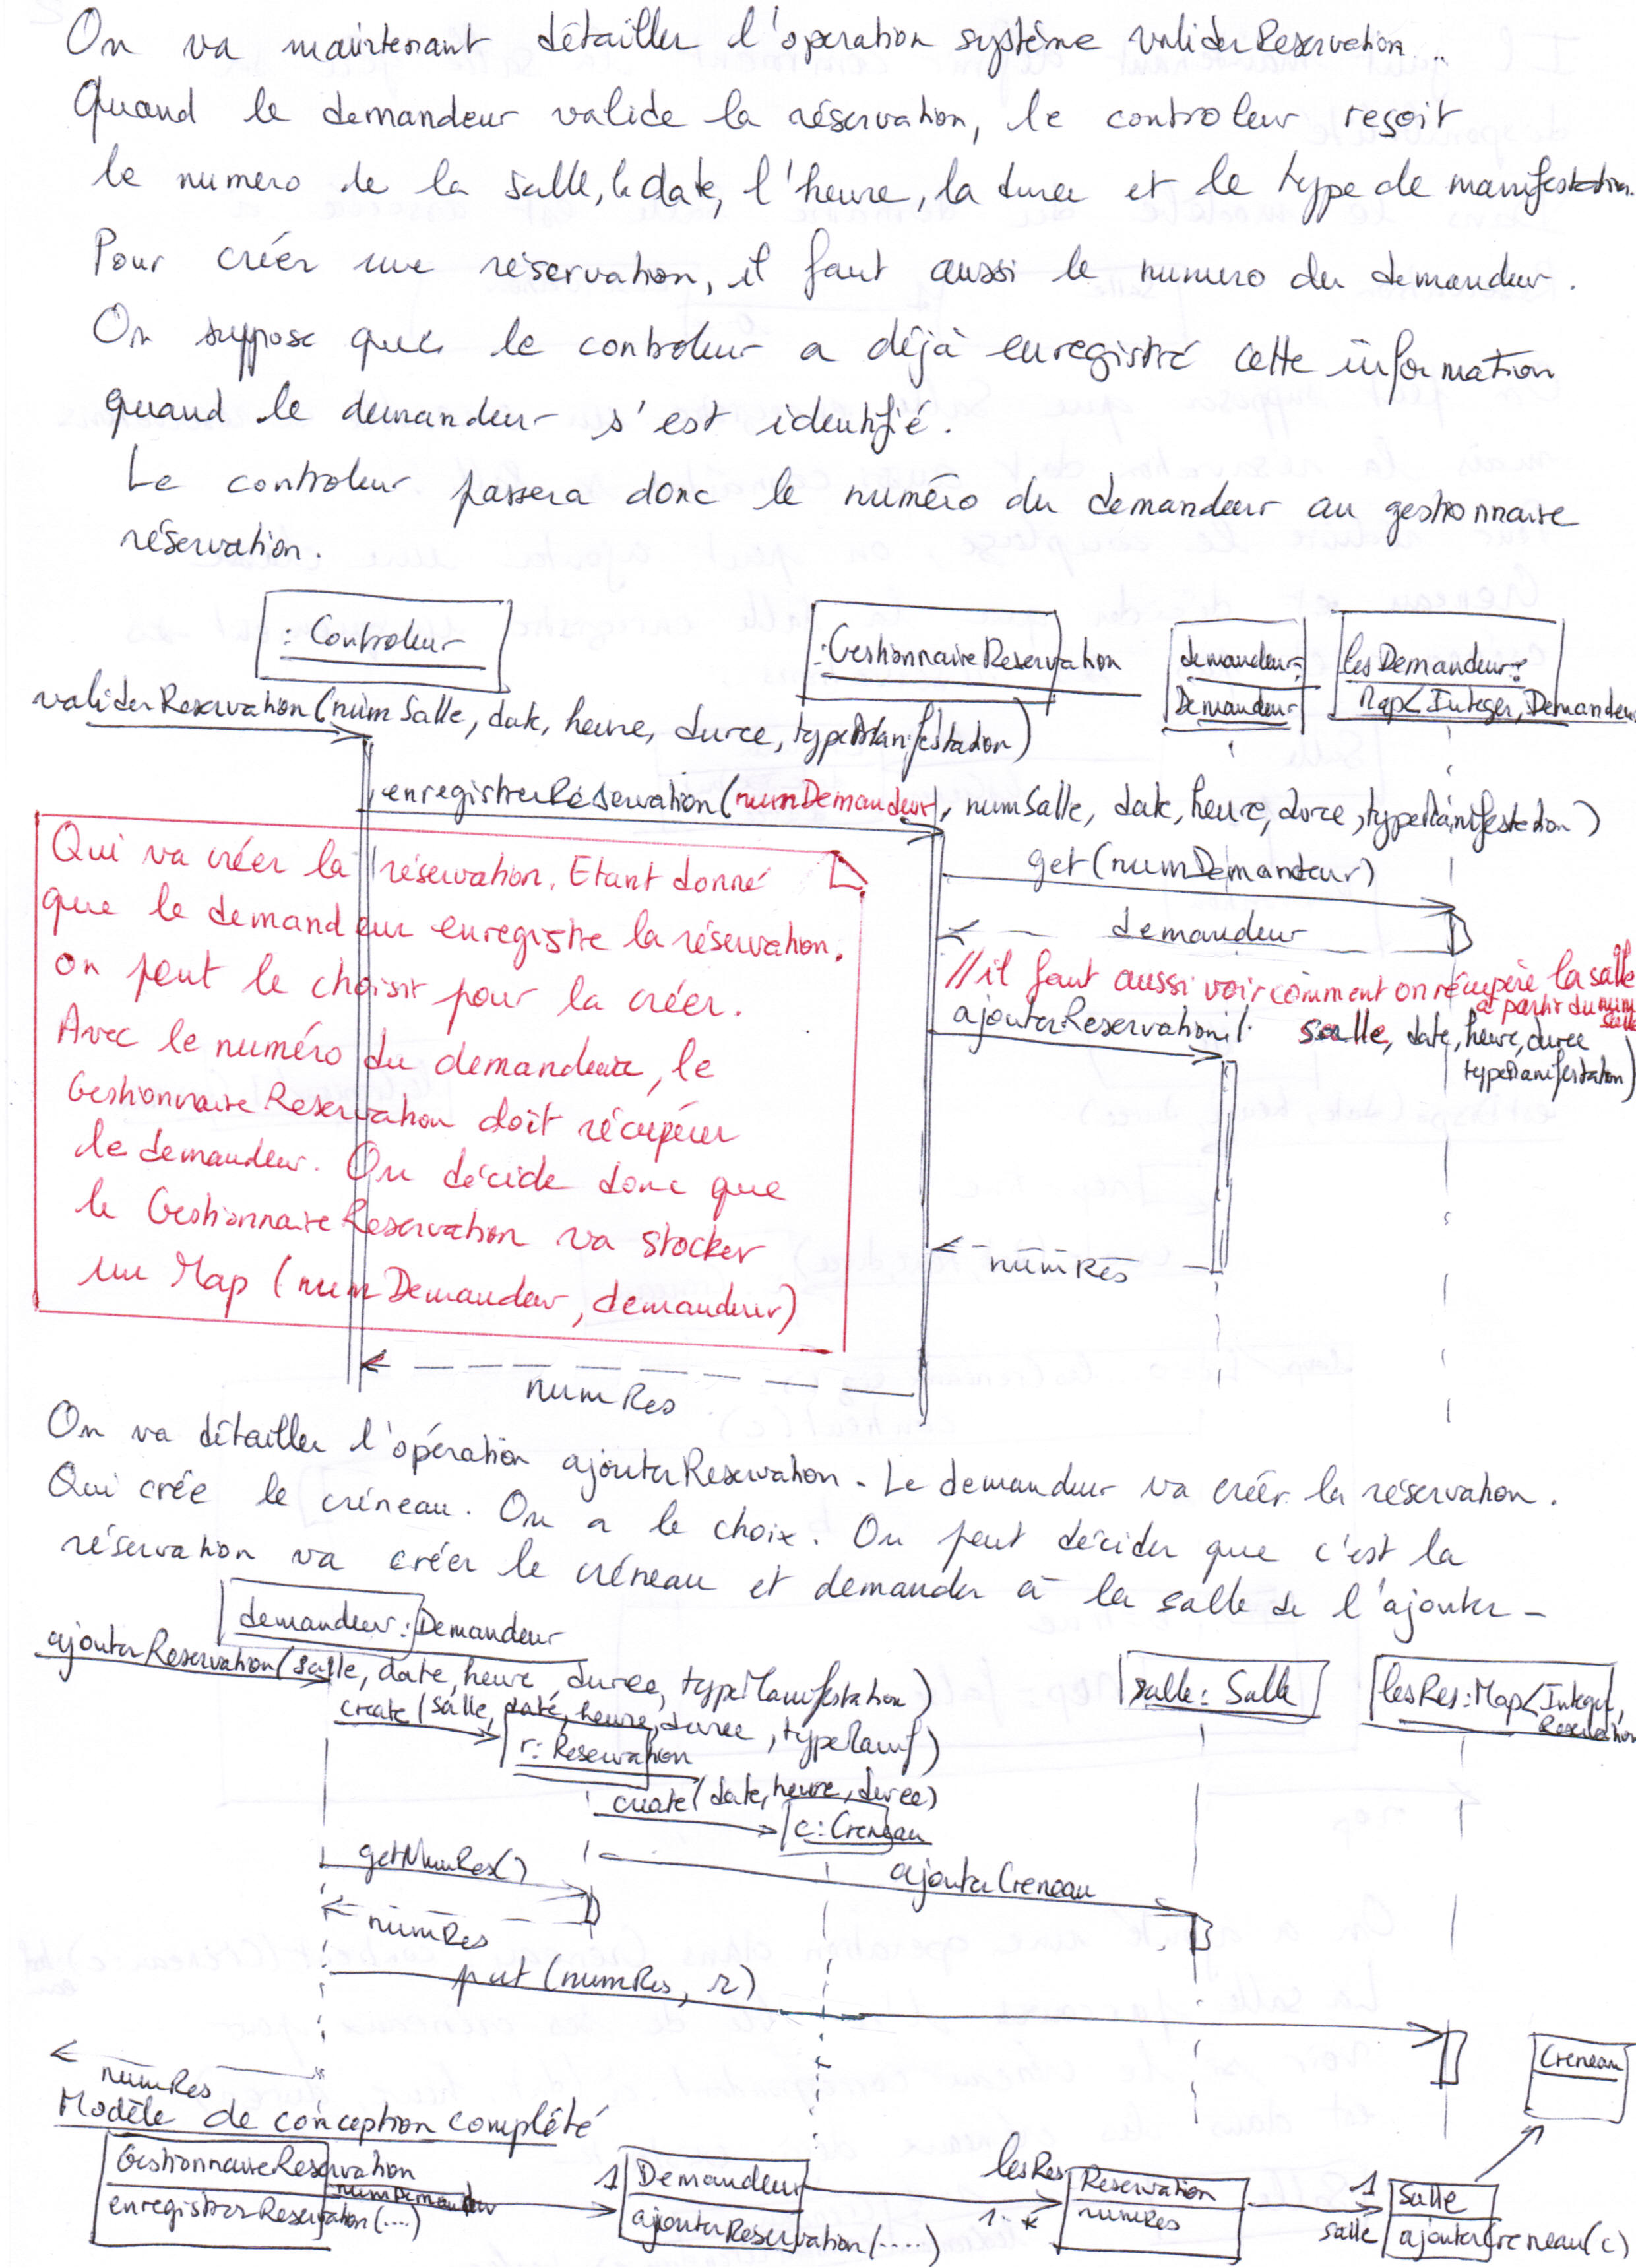 On va maintenant détailler l'operation système validerReservation.
Quand le demandeur valide la réservation, le controleur reçoit
le numero de la salle, la date, l'heure, la duree et le type de manifestation.
Pour créer une réservation, il faut aussi le numero du demandeur.
On suppose que le controleur a déjà enregistré cette information
quand le demandeur s'est identifié.
Le controleur passera donc le numéro du demandeur au gestionnaire
réservation.
: Controleur
:GestionnaireReservation
demandeur:
Demandeur
lesDemandeur:
Map<Integer, Demandeur
validerReservation(numSalle, date, heure, duree, typeManifestation)
enregistrerReservation(numDemandeur, numSalle, date, heure, duree, typeManifestation)
Qui va créer la réservation. Etant donné
que le demandeur enregistre la réservation,
on peut le choisir pour la créer.
Avec le numéro du demandeur, le
GestionnaireReservation doit récupérer
le demandeur. On décide donc que
le GestionnaireReservation va stocker
un Map (numDemandeur, demandeur)
get(numDemandeur)
demandeur
//il faut aussi voir comment on récupère la salle
à partir du num
salle
ajouterReservation( salle, date, heure, duree
typeManifestation)
numRes
numRes
On va détailler l'opération ajouterReservation. Le demandeur va créer la réservation.
Qui crée le créneau. On a le choix. On peut décider que c'est la
réservation va créer le créneau et demander à la salle de l'ajouter -
demandeur: Demandeur
ajouterReservation(salle, date, heure, duree, typeManifestation)
salle: Salle
lesRes: Map<Integer,
Reservation
create(salle, date, heure, duree, typeManif)
r: Reservation
create(date, heure, duree)
c: Creneau
getNumRes()
ajouterCreneau
numRes
put(numRes, r)
numRes
Creneau
Modèle de conception complété
GestionnaireReservation
numDemandeur
enregistrerReservation(....)
1
Demandeur
ajouterReservation(.....)
lesRes
1..*
Reservation
numRes
1
salle
Salle
ajouterCreneau(c)